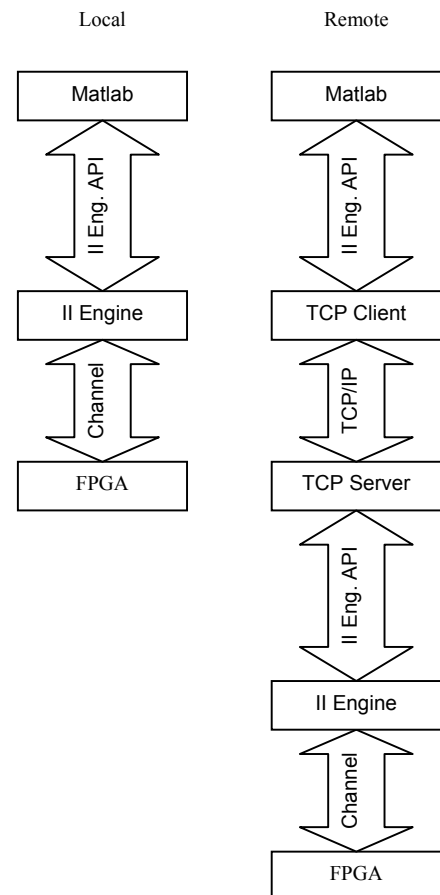 Local
Matlab
II Eng. API
II Engine
Channel
FPGA
Remote
Matlab
II Eng. API
TCP Client
TCP/IP
TCP Server
II Eng. API
II Engine
Channel
FPGA